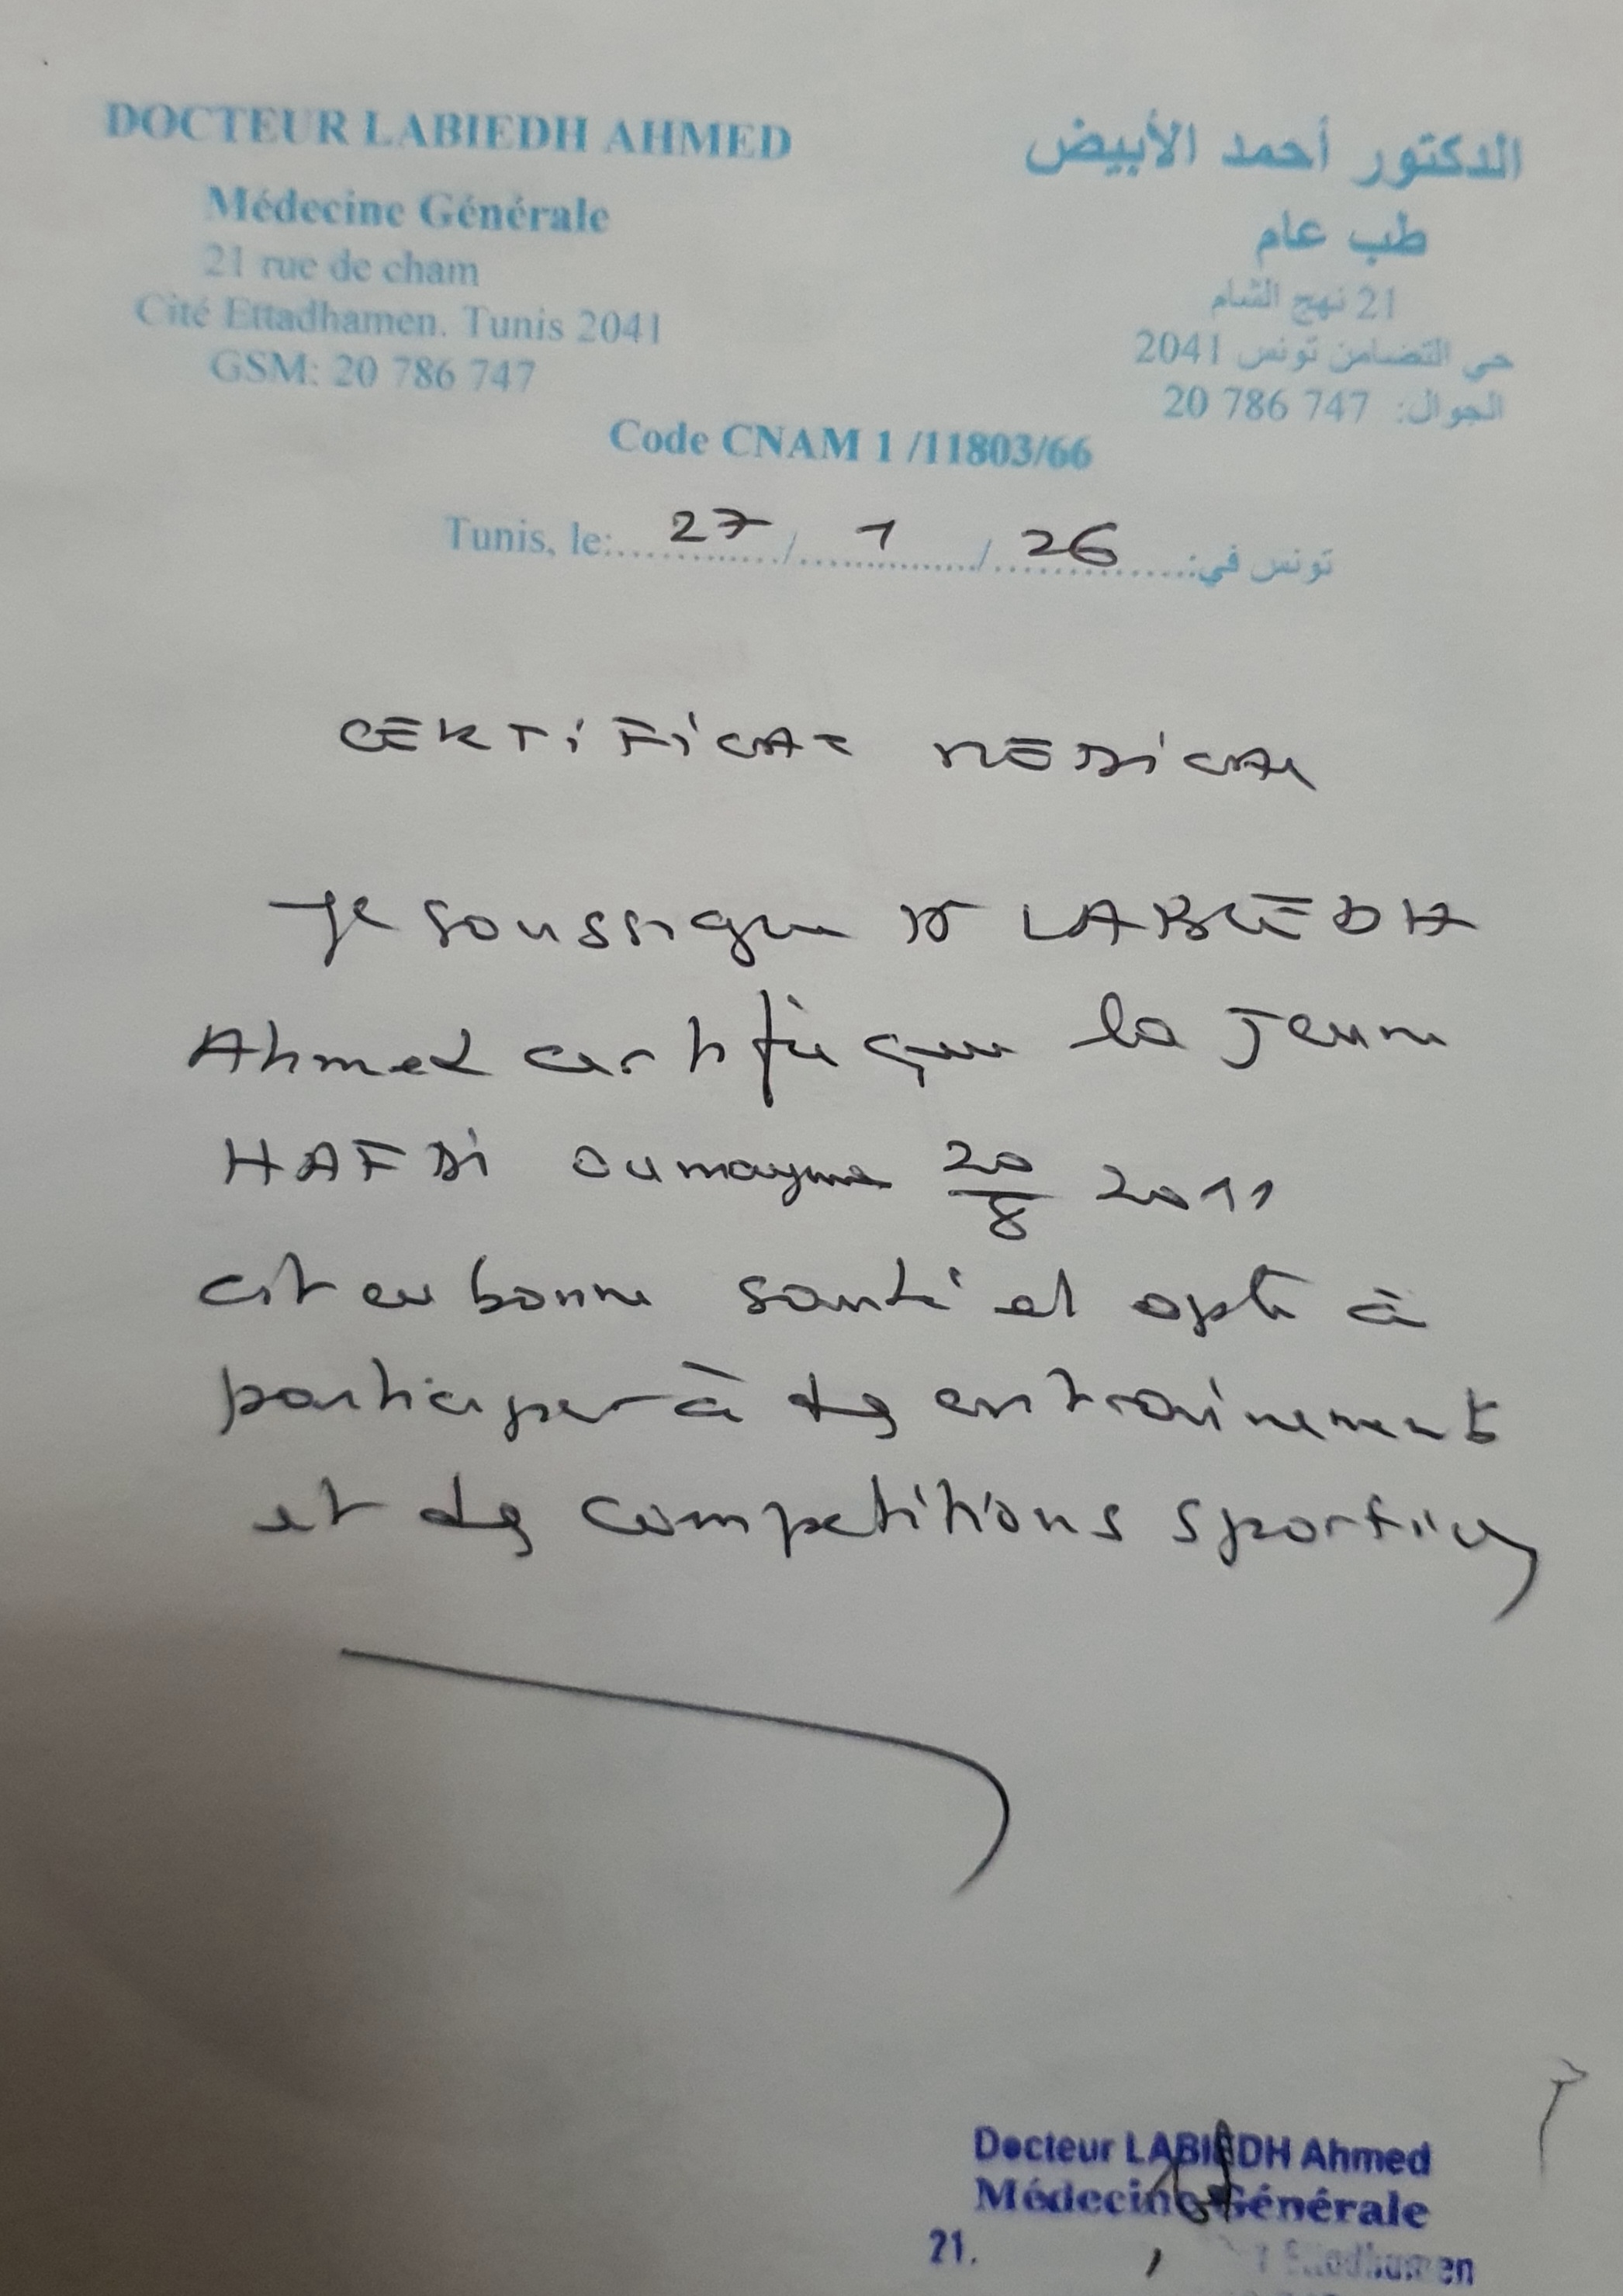 DOCTEUR LABIEDH AHMED
Médecine Générale
21 rue de cham
Cité Ettadhamen. Tunis 2041
GSM: 20 786 747
الدكتور أحمد الأبيض
طب عام
21 نهج الشام
حي التضامن تونس 2041
الجوال: 20 786 747
Code CNAM 1 /11803/66
Tunis, le: 27 / 1 / 26 تونس في:
CERTIFICAT MEDICAL
Je soussigne Dr LABIEDH
Ahmed certifie que la jeune
HAFDI Oumayma 20/8 2011
est en bonne santé et apte à
participer à des entrainements
et des compétitions sportives
Docteur LABIEDH Ahmed
Médecine Générale
21. Ettadhamen